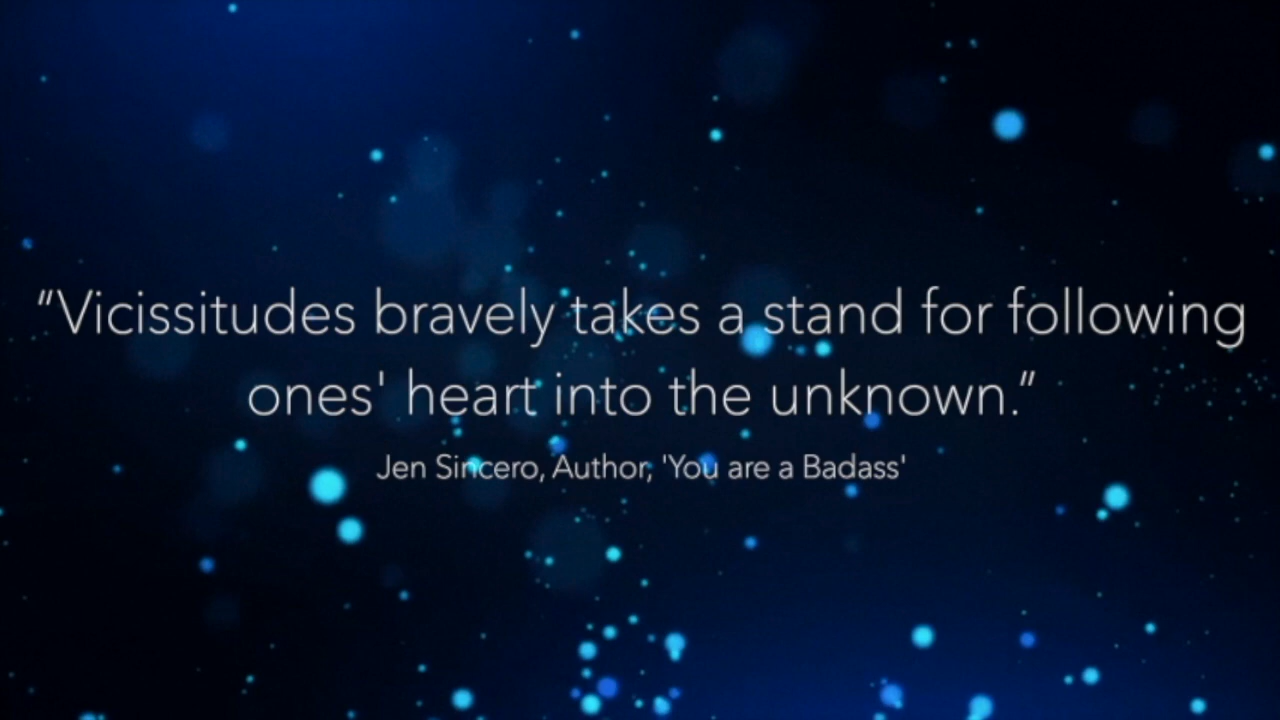 “Vicissitudes bravely takes a stand for following
ones' heart into the unknown.”
Jen Sincero, Author, 'You are a Badass'